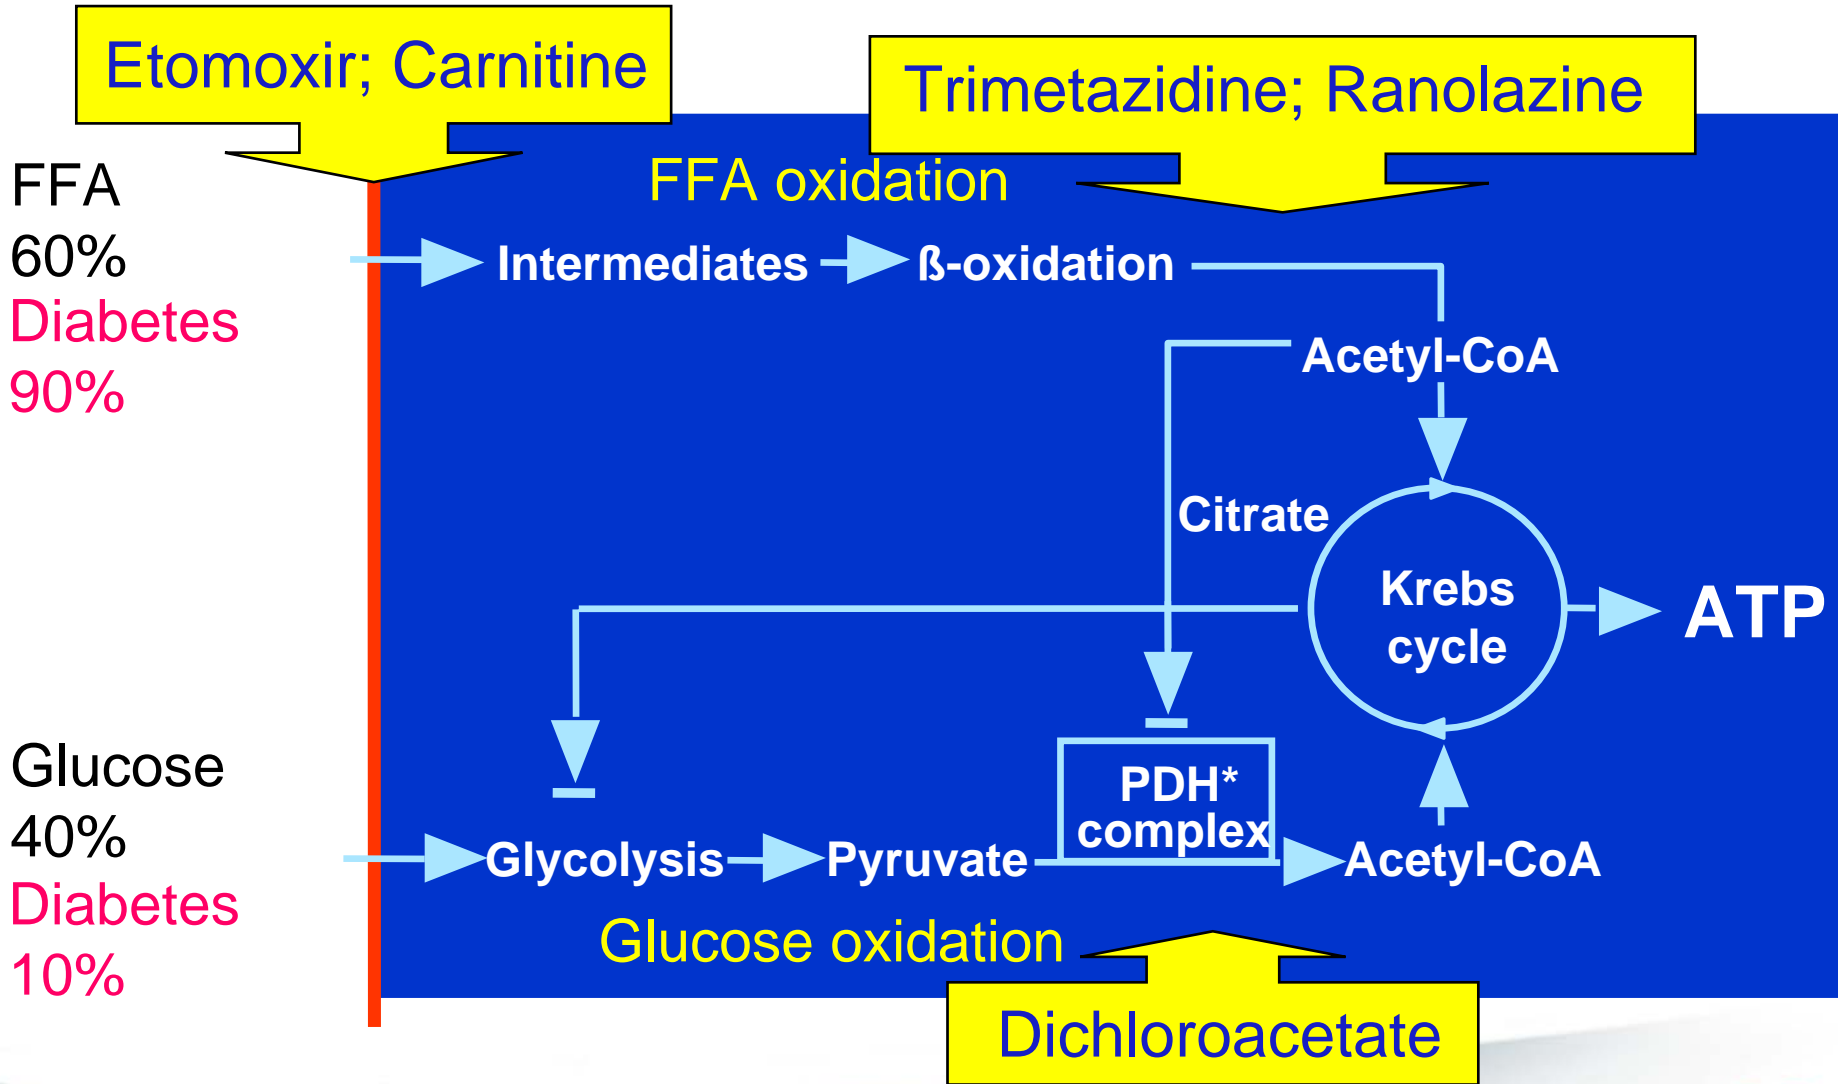 Etomoxir; Carnitine
Trimetazidine; Ranolazine
FFA
60%
Diabetes
90%
FFA oxidation
Intermediates
ß-oxidation
Acetyl-CoA
Citrate
Krebs
cycle
ATP
Glucose
40%
Diabetes
10%
PDH*
complex
Glycolysis
Pyruvate
Acetyl-CoA
Glucose oxidation
Dichloroacetate